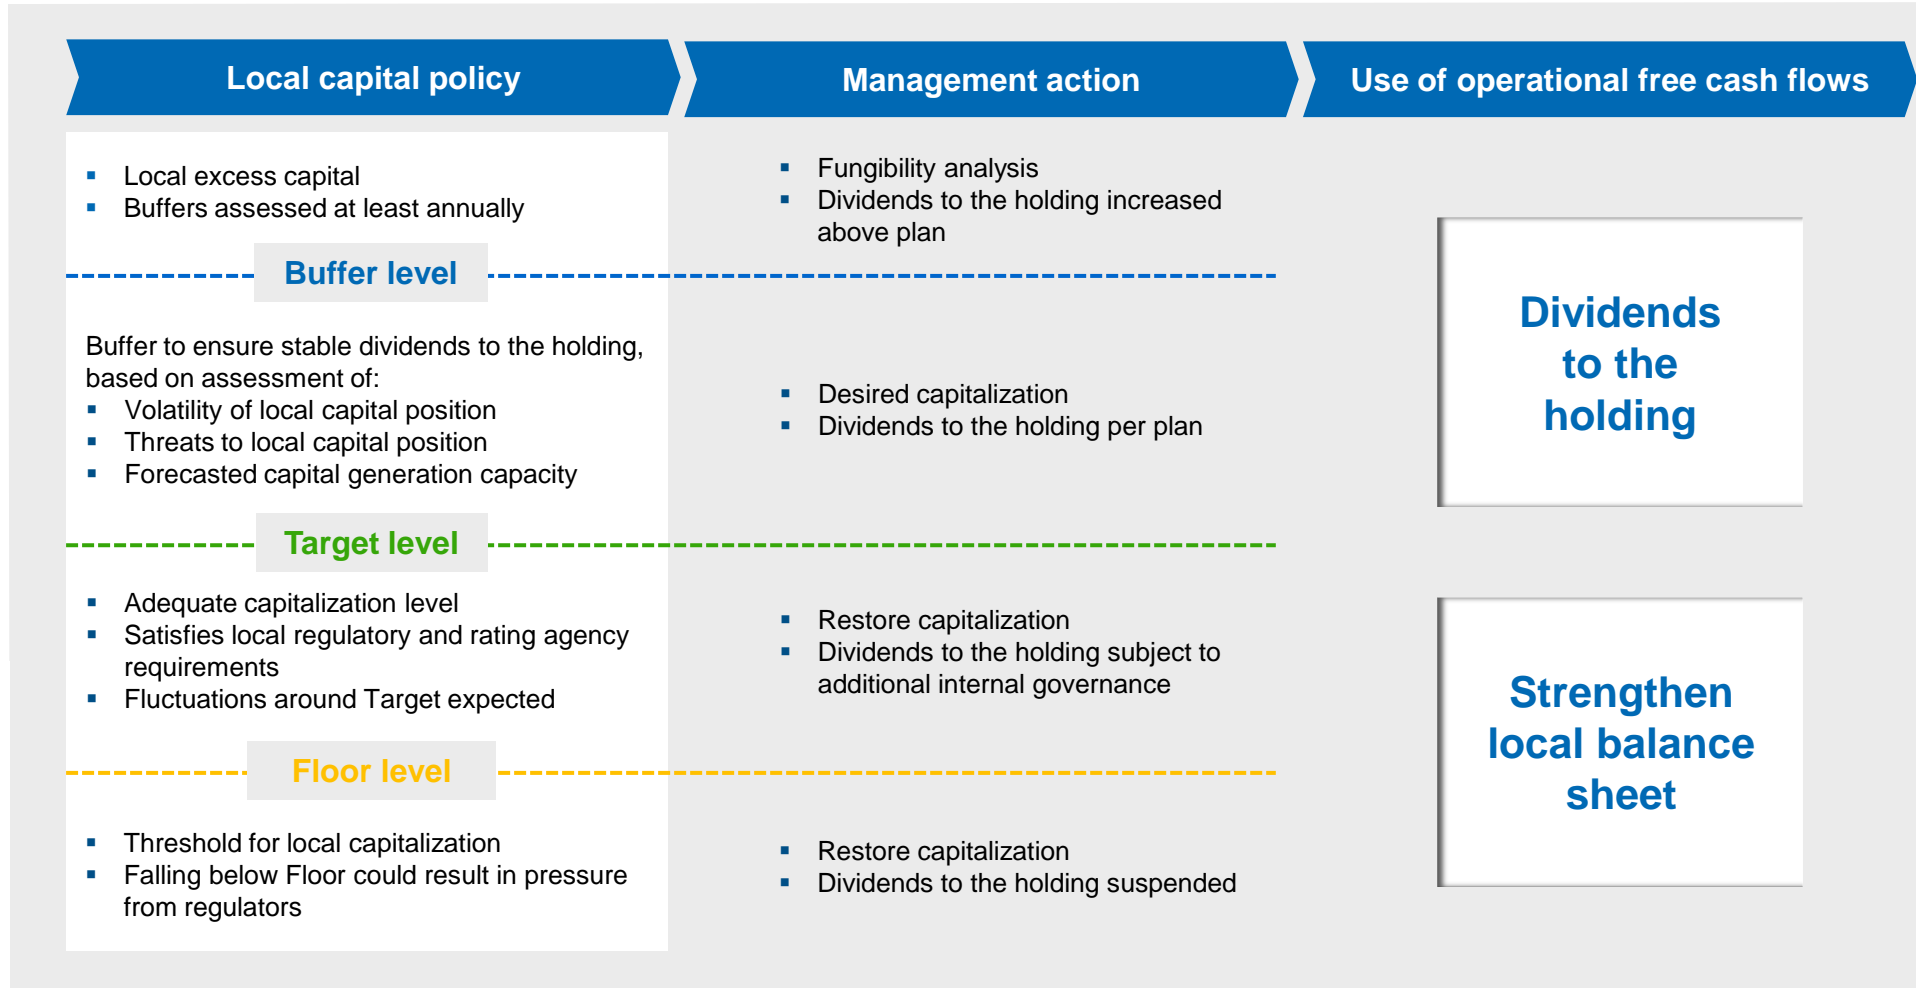 Local capital policy
Management action
Use of operational free cash flows
▪ Local excess capital
▪ Buffers assessed at least annually
▪ Fungibility analysis
▪ Dividends to the holding increased
above plan
Buffer level
Buffer to ensure stable dividends to the holding,
based on assessment of:
▪ Volatility of local capital position
▪ Threats to local capital position
▪ Forecasted capital generation capacity
▪ Desired capitalization
▪ Dividends to the holding per plan
Dividends
to the
holding
Target level
▪ Adequate capitalization level
▪ Satisfies local regulatory and rating agency
requirements
▪ Fluctuations around Target expected
▪ Restore capitalization
▪ Dividends to the holding subject to
additional internal governance
Floor level
▪ Threshold for local capitalization
▪ Falling below Floor could result in pressure
from regulators
▪ Restore capitalization
▪ Dividends to the holding suspended
Strengthen
local balance
sheet